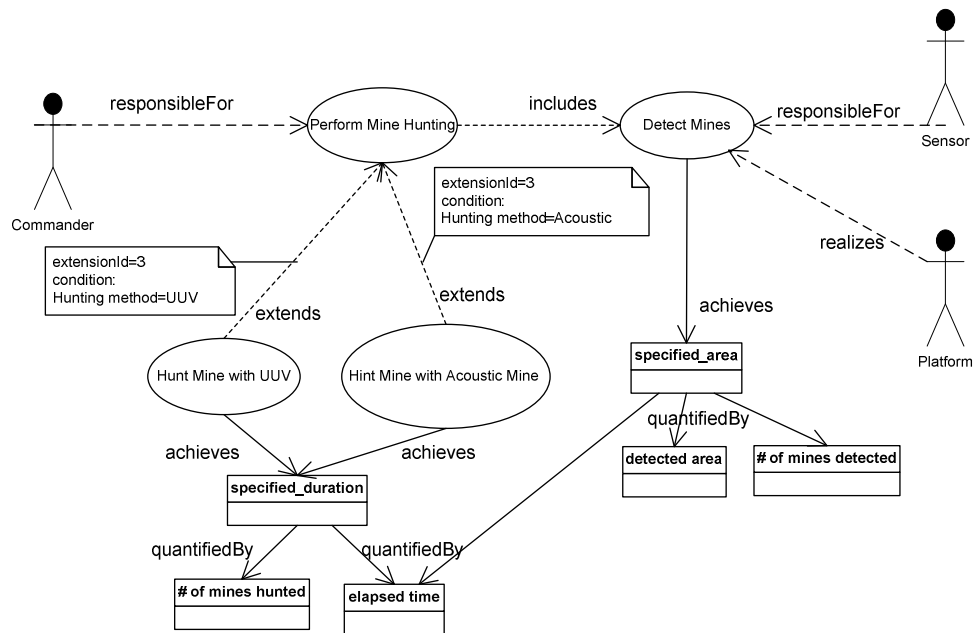 responsibleFor
includes
responsibleFor
Perform Mine Hunting
Detect Mines
Sensor
Commander
extensionId=3
condition:
Hunting method=Acoustic
extensionId=3
condition:
Hunting method=UUV
realizes
extends
extends
achieves
specified_area
Platform
Hunt Mine with UUV
Hint Mine with Acoustic Mine
quantifiedBy
achieves
achieves
detected area
# of mines detected
specified_duration
quantifiedBy
quantifiedBy
# of mines hunted
elapsed time